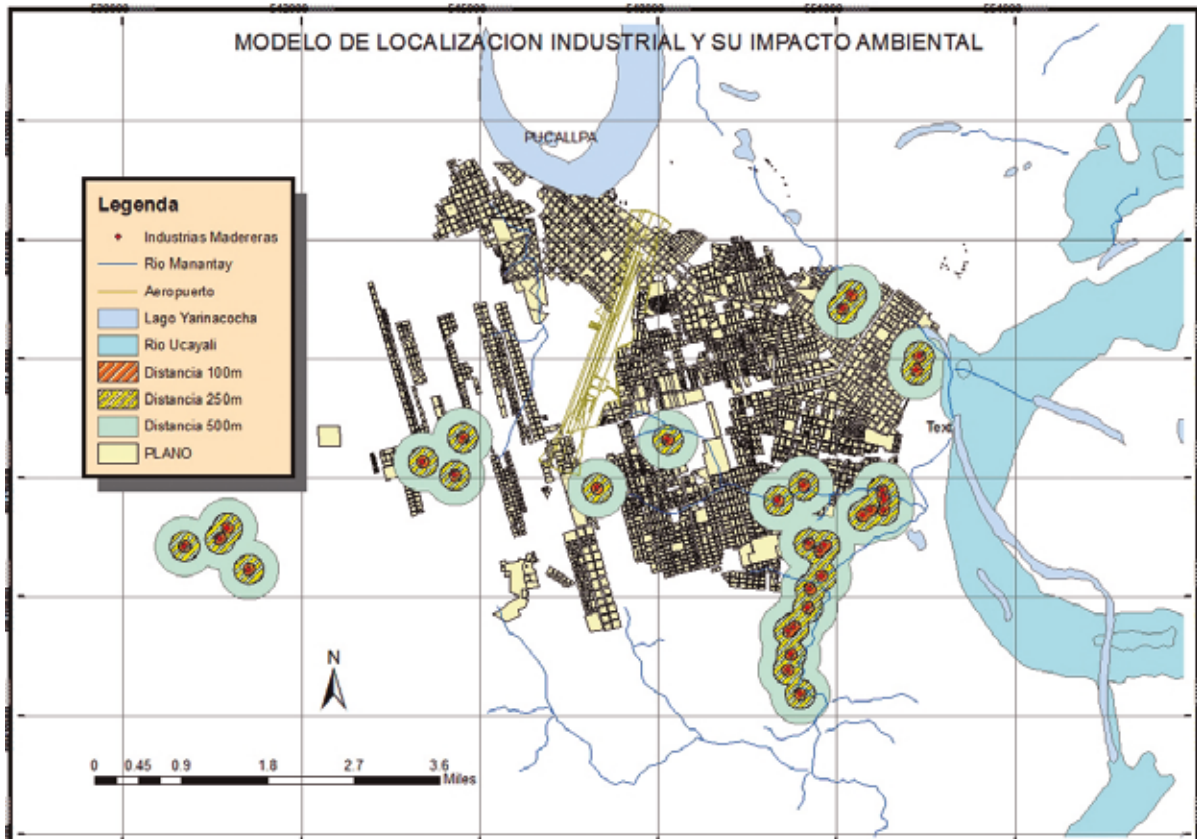 MODELO DE LOCALIZACION INDUSTRIAL Y SU IMPACTO AMBIENTAL
PUCALLPA
Legenda
Industrias Madereras
Rio Manantay
Aeropuerto
Lago Yarinacocha
Rio Ucayali
Distancia 100m
Distancia 250m
Distancia 500m
PLANO
Text
N
0 0.45 0.9 1.8 2.7 3.6
Miles